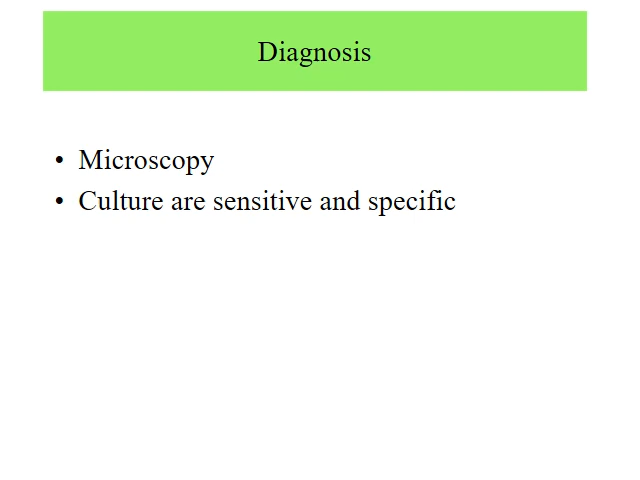 Diagnosis
• Microscopy
• Culture are sensitive and specific